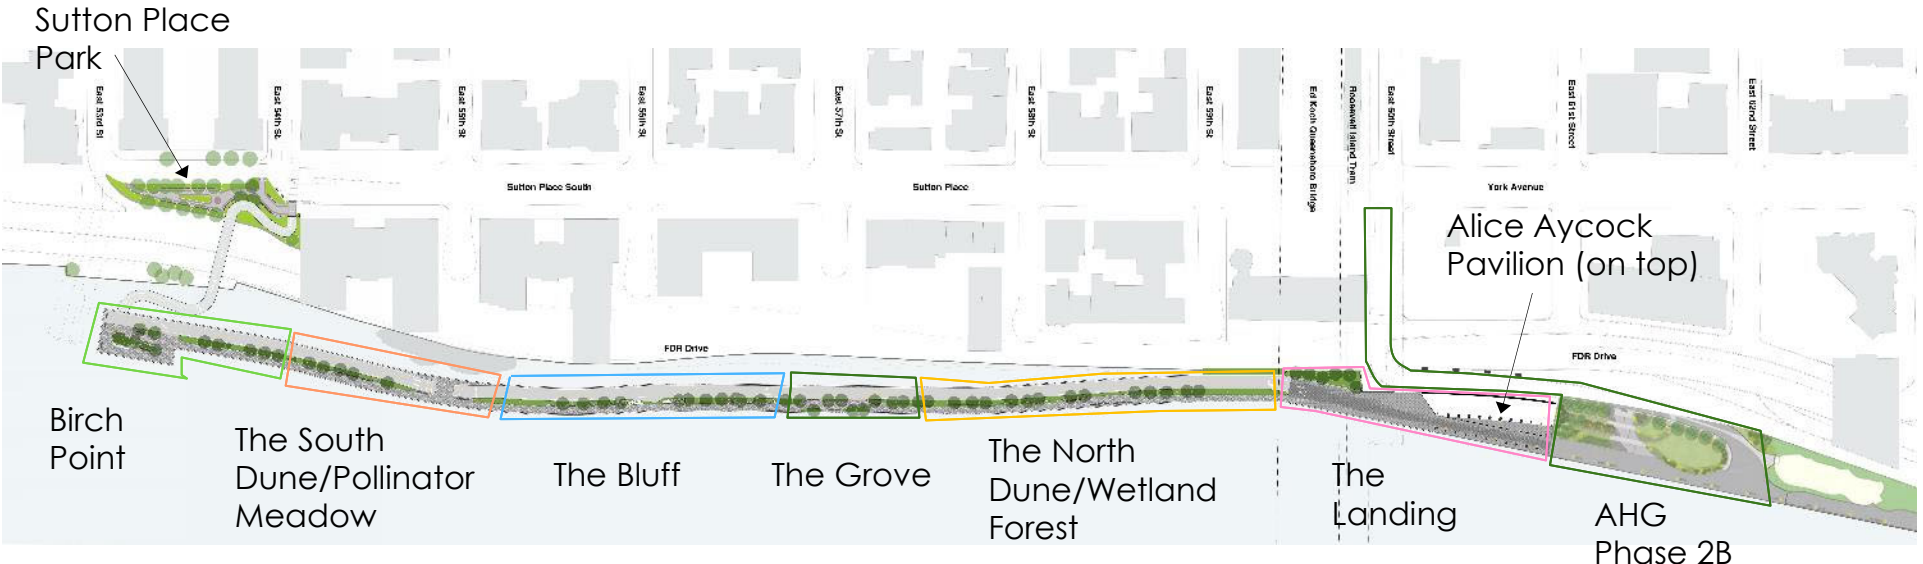 Sutton Place
Park
East 53rd St
East 54th St
East 55th St
East 56th St
East 57th St
East 58th St
East 59th St
Ed Koch Queensboro Bridge
Roosevelt Island Tram
East 60th Street
East 61st Street
East 62nd Street
Sutton Place South
Sutton Place
York Avenue
Alice Aycock
Pavilion (on top)
FDR Drive
FDR Drive
Birch
Point
The South
Dune/Pollinator
Meadow
The Bluff
The Grove
The North
Dune/Wetland
Forest
The
Landing
AHG
Phase 2B